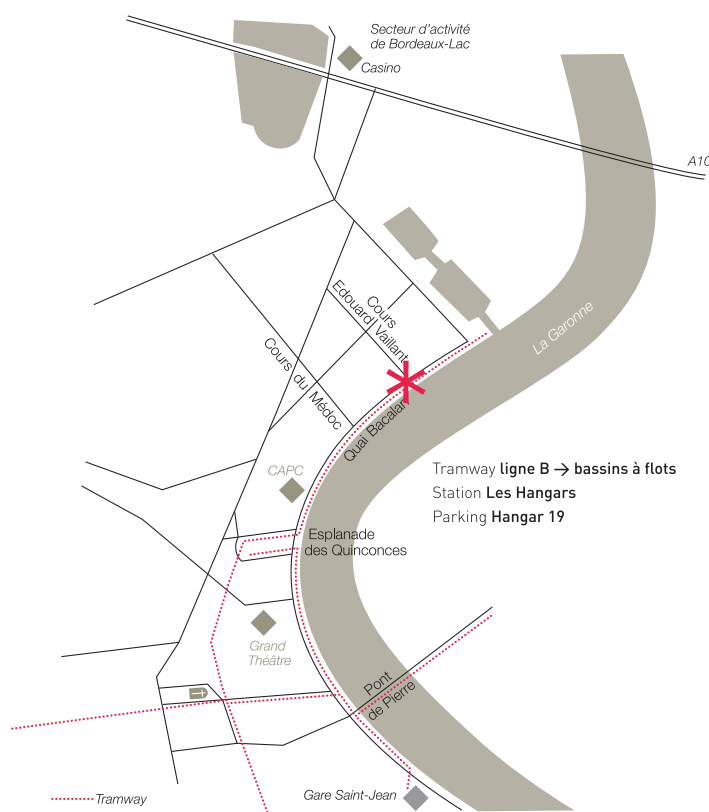 Secteur d'activité
de Bordeaux-Lac
Casino
A10
La Garonne
Cours
Edouard Vaillant
Cours du Médoc
Quai Bacalan
CAPC
Tramway ligne B → bassins à flots
Station Les Hangars
Parking Hangar 19
Esplanade
des Quinconces
Grand
Théâtre
Pont
de Pierre
Gare Saint-Jean
Tramway